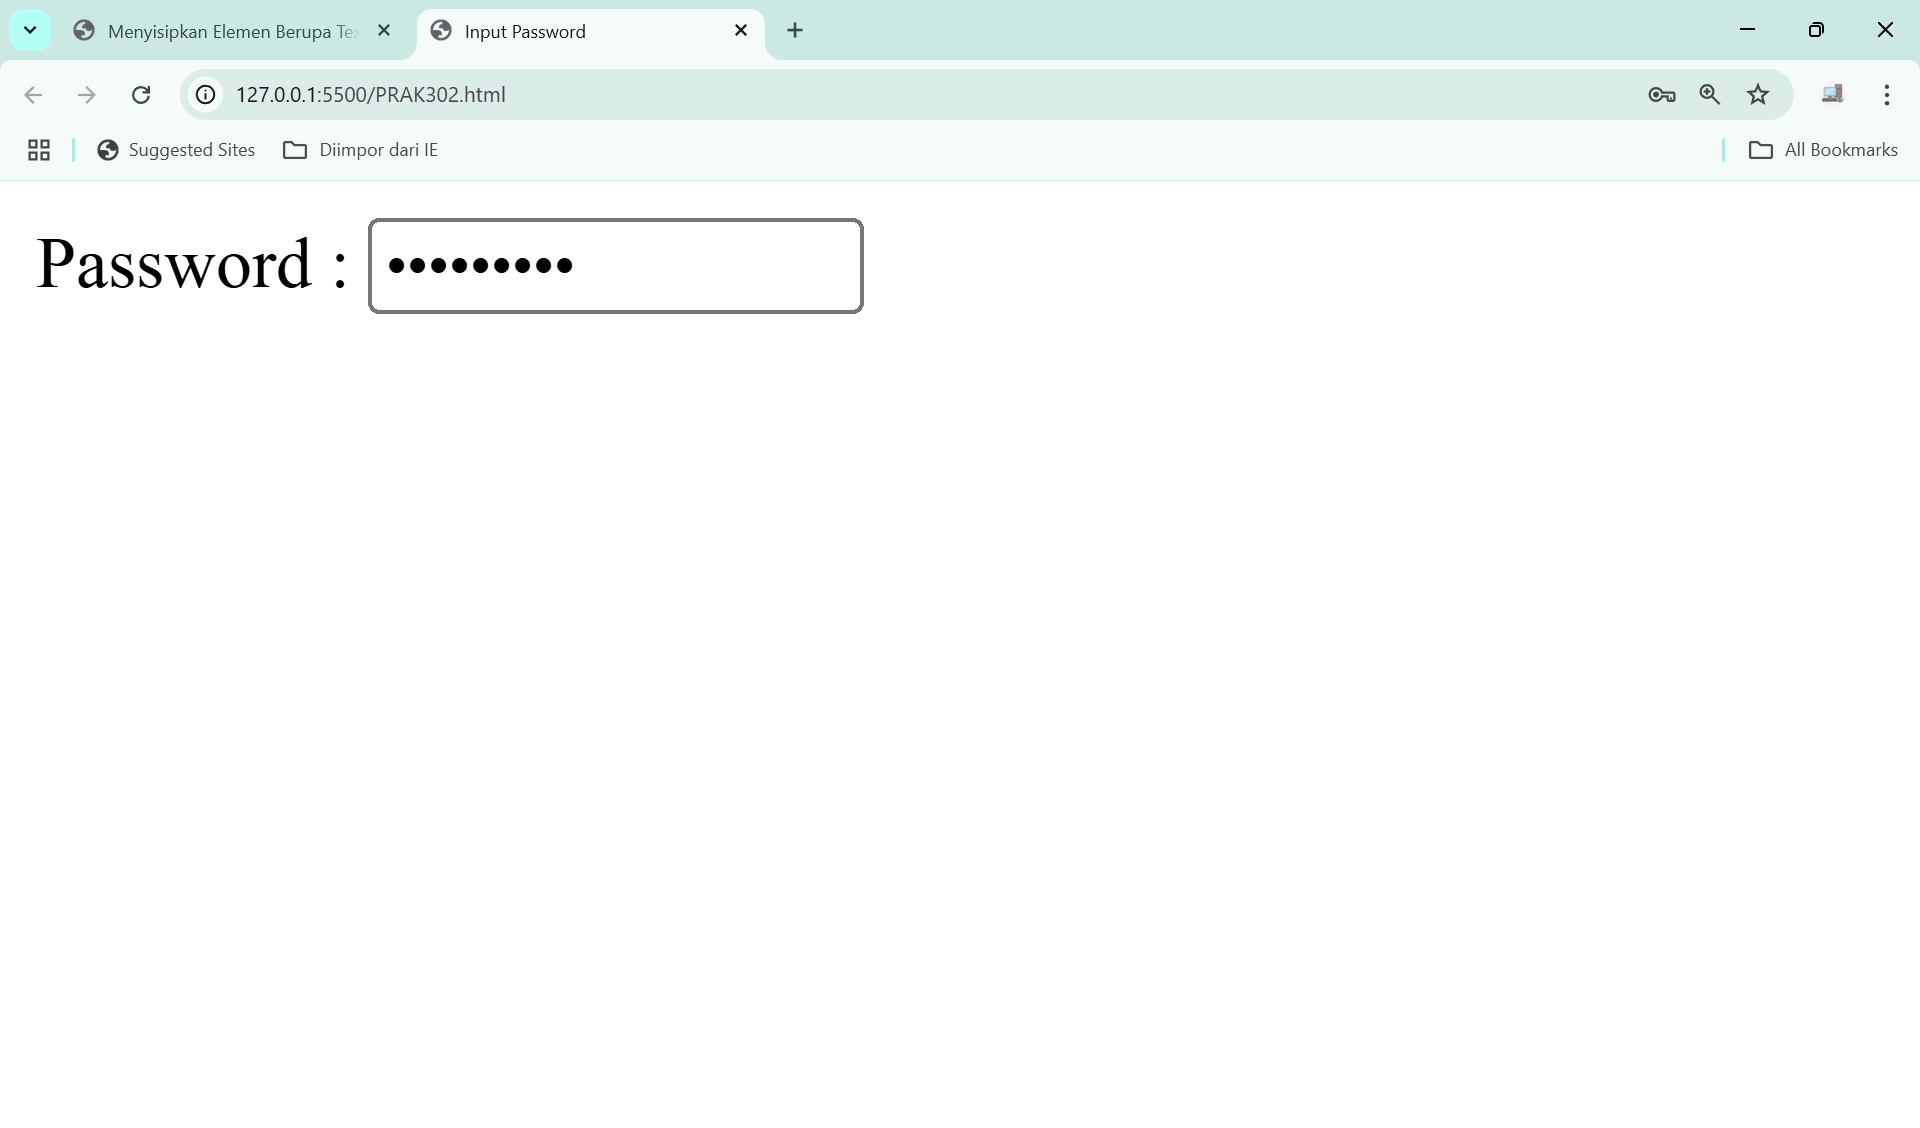 Menyisipkan Elemen Berupa Te
Input Password
127.0.0.1:5500/PRAK302.html
Suggested Sites
Diimpor dari IE
All Bookmarks
Password : •••••••••